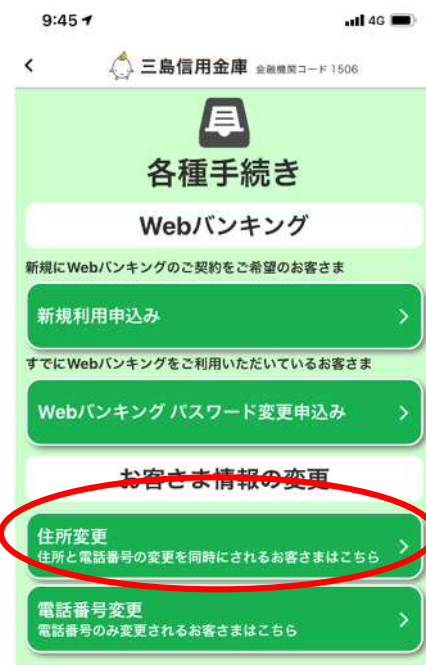 9:45
4G
三島信用金庫 金融機関コード 1506
各種手続き
Webバンキング
新規にWebバンキングのご契約をご希望のお客さま
新規利用申込み
すでにWebバンキングをご利用いただいているお客さま
Webバンキング パスワード変更申込み
お客さま情報の変更
住所変更
住所と電話番号の変更を同時にされるお客さまはこちら
電話番号変更
電話番号のみ変更されるお客さまはこちら